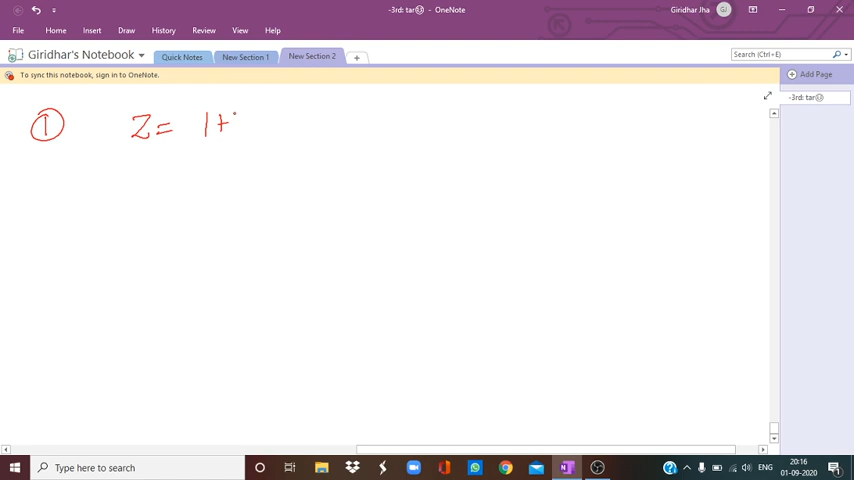 -3rd: tar☺ - OneNote
Giridhar Jha GJ
File Home Insert Draw History Review View Help
Giridhar's Notebook Quick Notes New Section 1 New Section 2 +
Search (Ctrl+E)
To sync this notebook, sign in to OneNote.
Add Page
-3rd: tar☺
① Z= 1+
Type here to search
ENG 20:16
01-09-2020
1